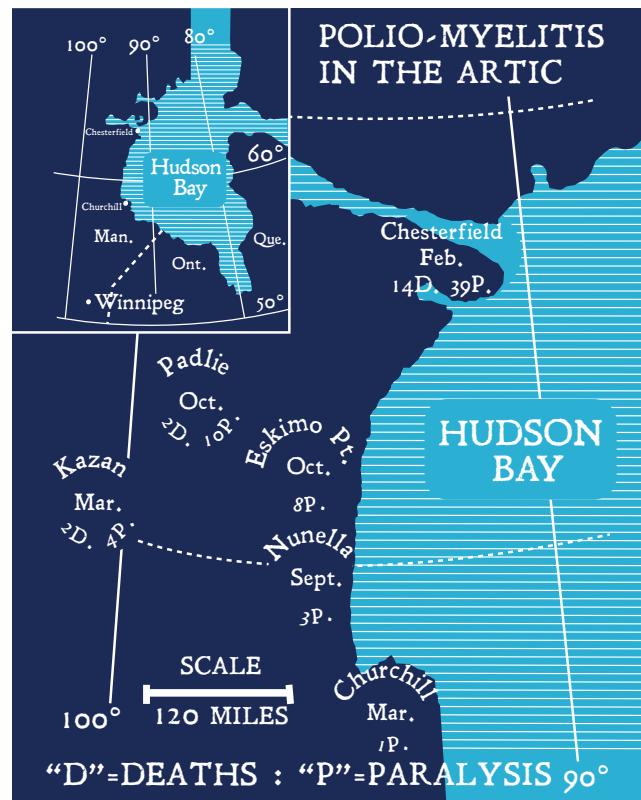 POLIO-MYELITIS
IN THE ARTIC
100°
90°
80°
Chesterfield
60°
Hudson
Bay
Churchill
Man.
Que.
Ont.
Winnipeg
50°
Chesterfield
Feb.
14D. 39P.
Padlie
Oct.
2D. 10P.
Eskimo Pt.
Oct.
8P.
HUDSON
BAY
Kazan
Mar.
2D. 4P.
Nunella
Sept.
3P.
SCALE
120 MILES
100°
Churchill
Mar.
1P.
"D"=DEATHS : "P"=PARALYSIS
90°